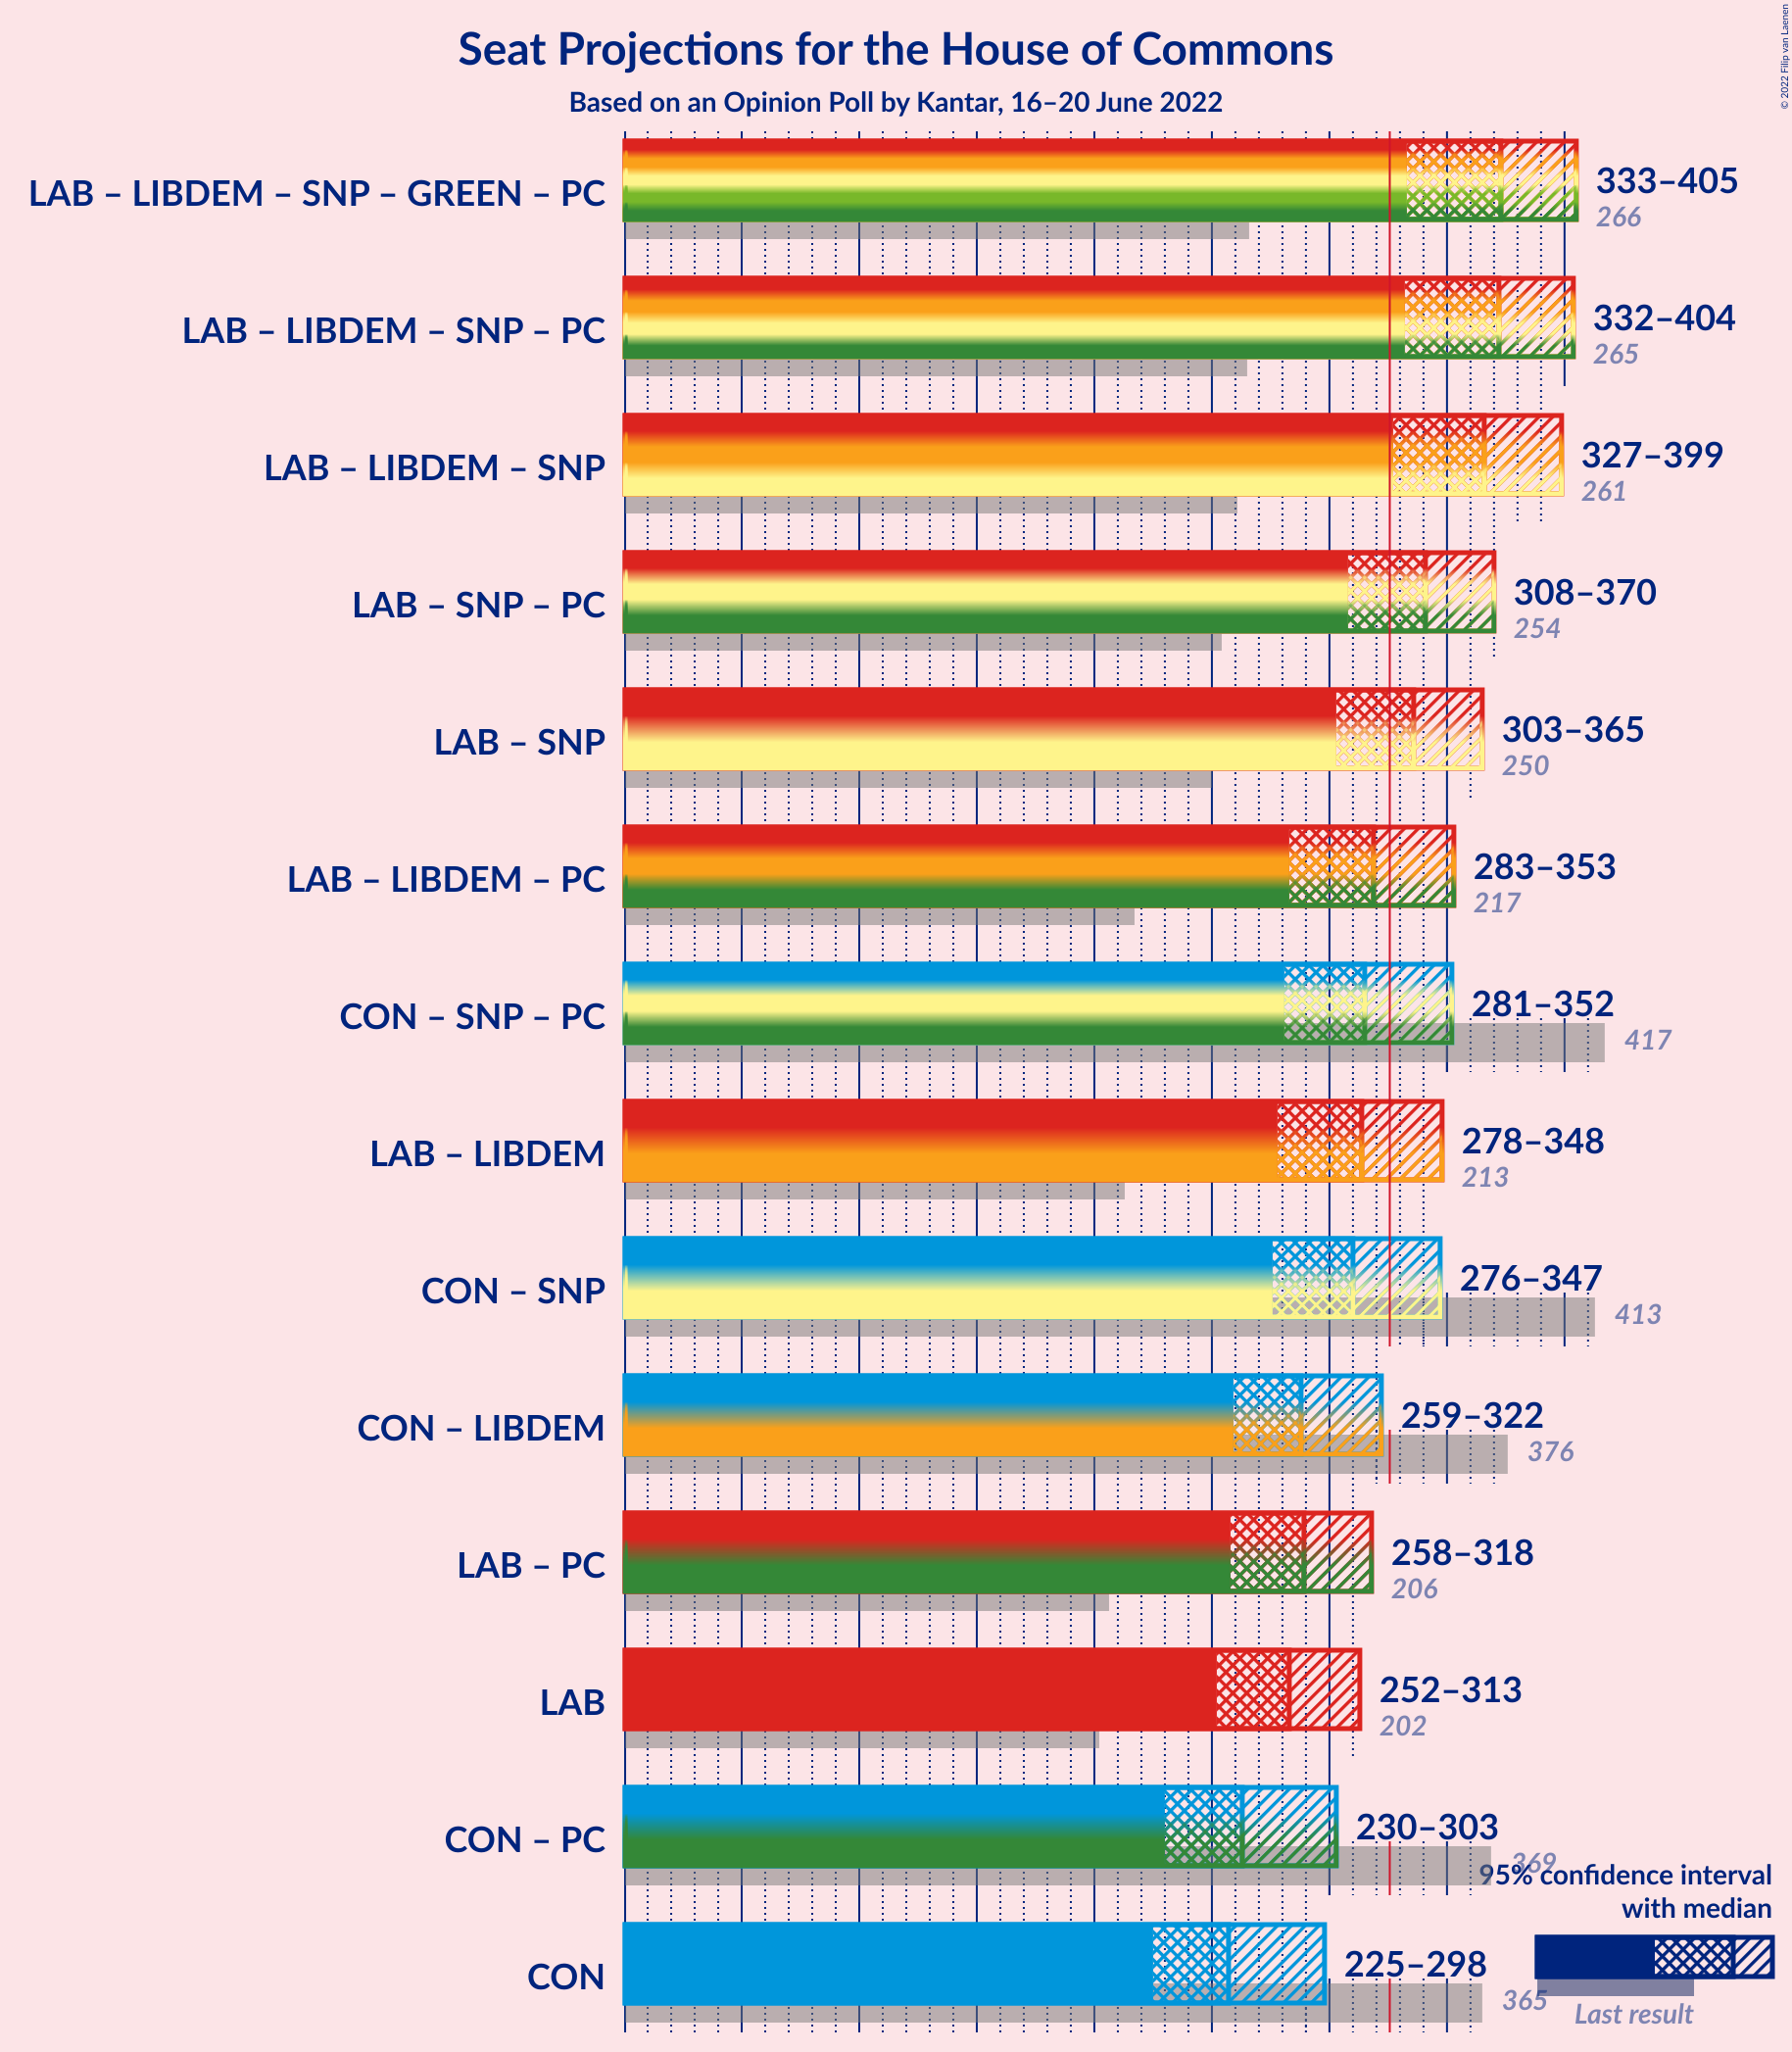 Seat Projections for the House of Commons
Based on an Opinion Poll by Kantar, 16–20 June 2022
© 2022 Filip van Laenen
LAB – LIBDEM – SNP – GREEN – PC
333–405
266
LAB – LIBDEM – SNP – PC
332–404
265
LAB – LIBDEM – SNP
327–399
261
LAB – SNP – PC
308–370
254
LAB – SNP
303–365
250
LAB – LIBDEM – PC
283–353
217
CON – SNP – PC
281–352
417
LAB – LIBDEM
278–348
213
CON – SNP
276–347
413
CON – LIBDEM
259–322
376
LAB – PC
258–318
206
LAB
252–313
202
CON – PC
230–303
369
CON
225–298
365
95% confidence interval
with median
Last result